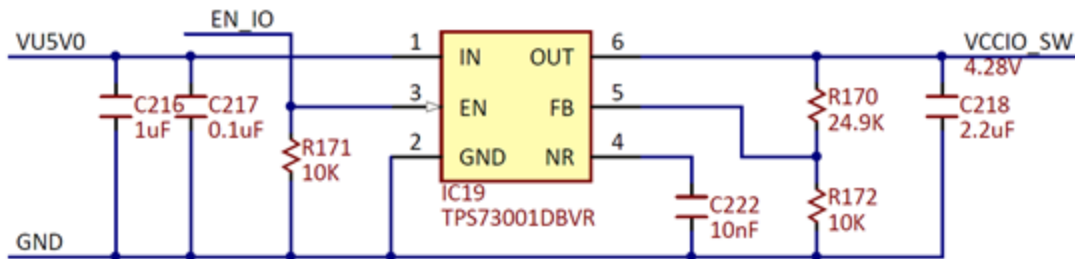 EN_IO
VU5V0
1
IN
OUT
6
VCCIO_SW
4.28V
C216
1uF
C217
0.1uF
3
EN
FB
5
R170
24.9K
C218
2.2uF
R171
10K
2
GND
NR
4
IC19
TPS73001DBVR
C222
10nF
R172
10K
GND